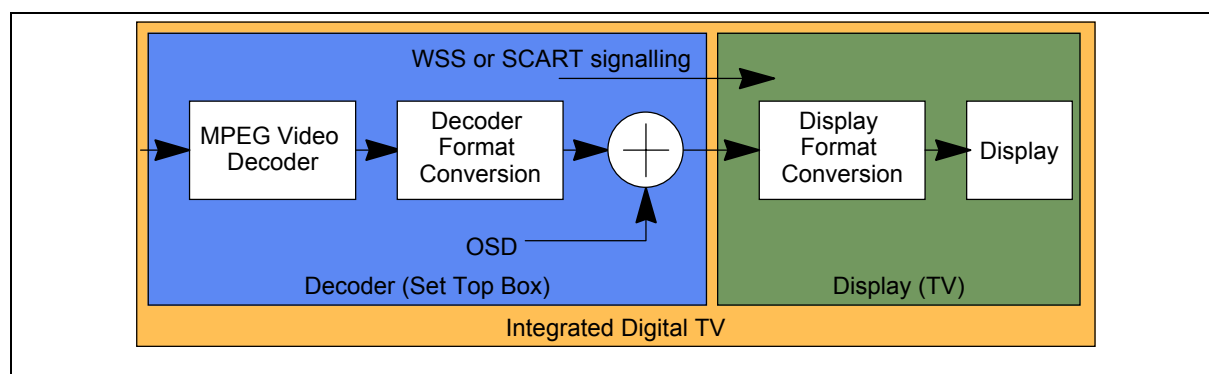 WSS or SCART signalling
MPEG Video
Decoder
Decoder
Format
Conversion
Display
Format
Conversion
Display
OSD
Decoder (Set Top Box)
Display (TV)
Integrated Digital TV